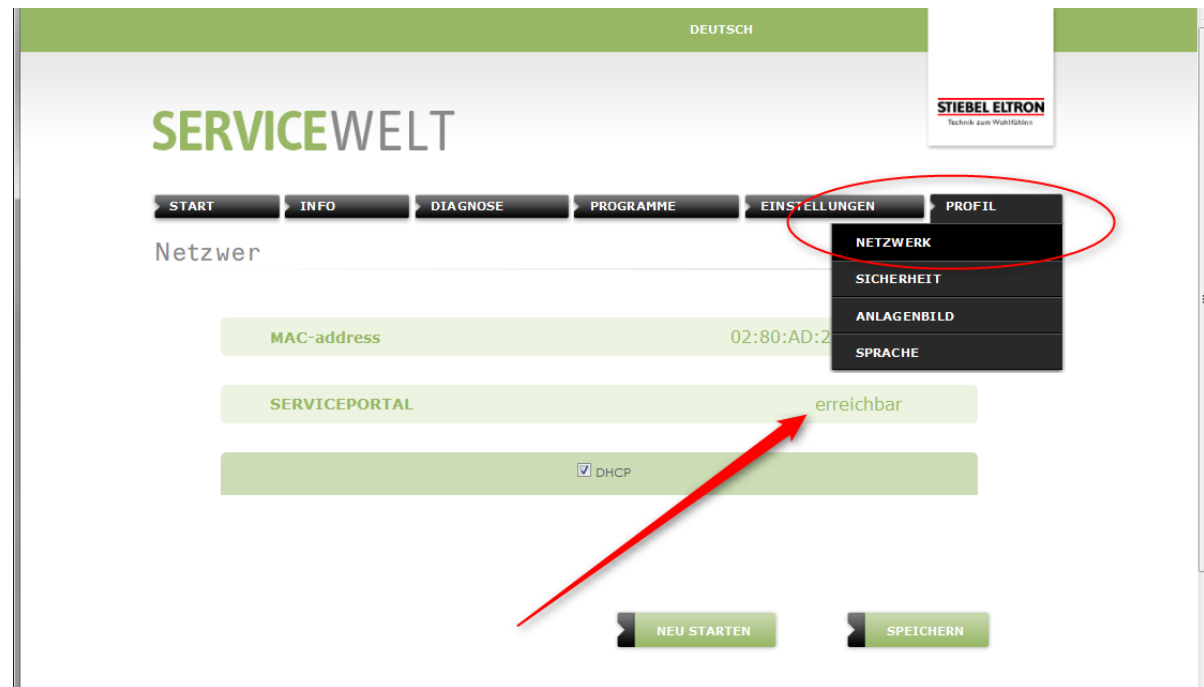 DEUTSCH
STIEBEL ELTRON
Technik zum Wohlfühlen
SERVICEWELT
START INFO DIAGNOSE PROGRAMME EINSTELLUNGEN PROFIL
Netzwer
NETZWERK
SICHERHEIT
ANLAGENBILD
SPRACHE
MAC-address 02:80:AD:2
SERVICEPORTAL erreichbar
DHCP
NEU STARTEN SPEICHERN